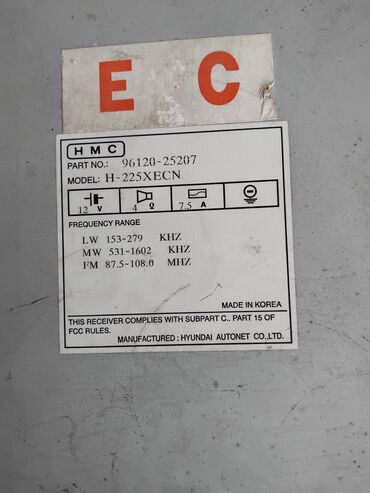 E C
HMC
PART NO.: 96120-25207
MODEL: H-225XECN
12 V 4 Ω 7.5 A
FREQUENCY RANGE
LW 153~279 KHZ
MW 531~1602 KHZ
FM 87.5~108.0 MHZ
MADE IN KOREA
THIS RECEIVER COMPLIES WITH SUBPART C.. PART 15 OF
FCC RULES.
MANUFACTURED : HYUNDAI AUTONET CO.,LTD.